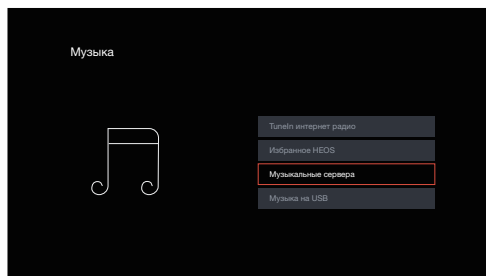 Музыка
TuneIn интернет радио
Избранное HEOS
Музыкальные сервера
Музыка на USB